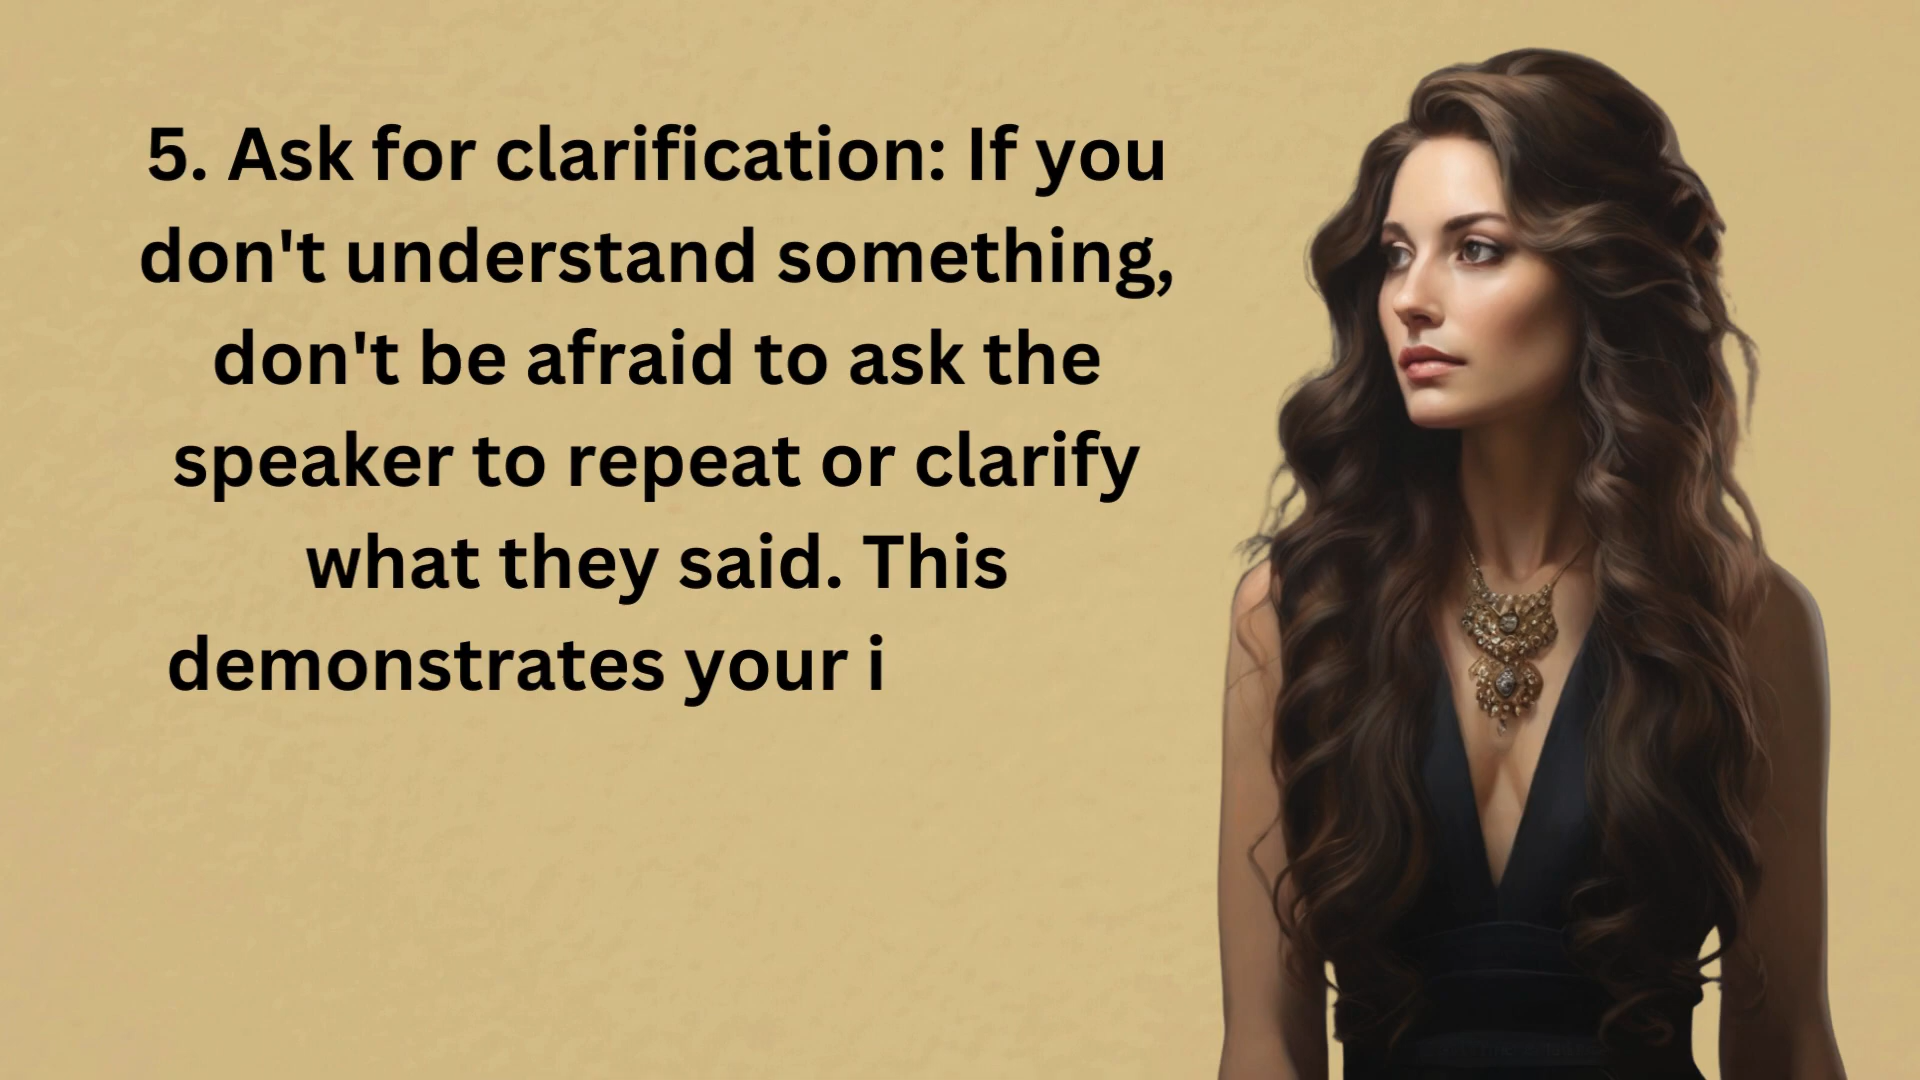 5. Ask for clarification: If you
don't understand something,
don't be afraid to ask the
speaker to repeat or clarify
what they said. This
demonstrates your i